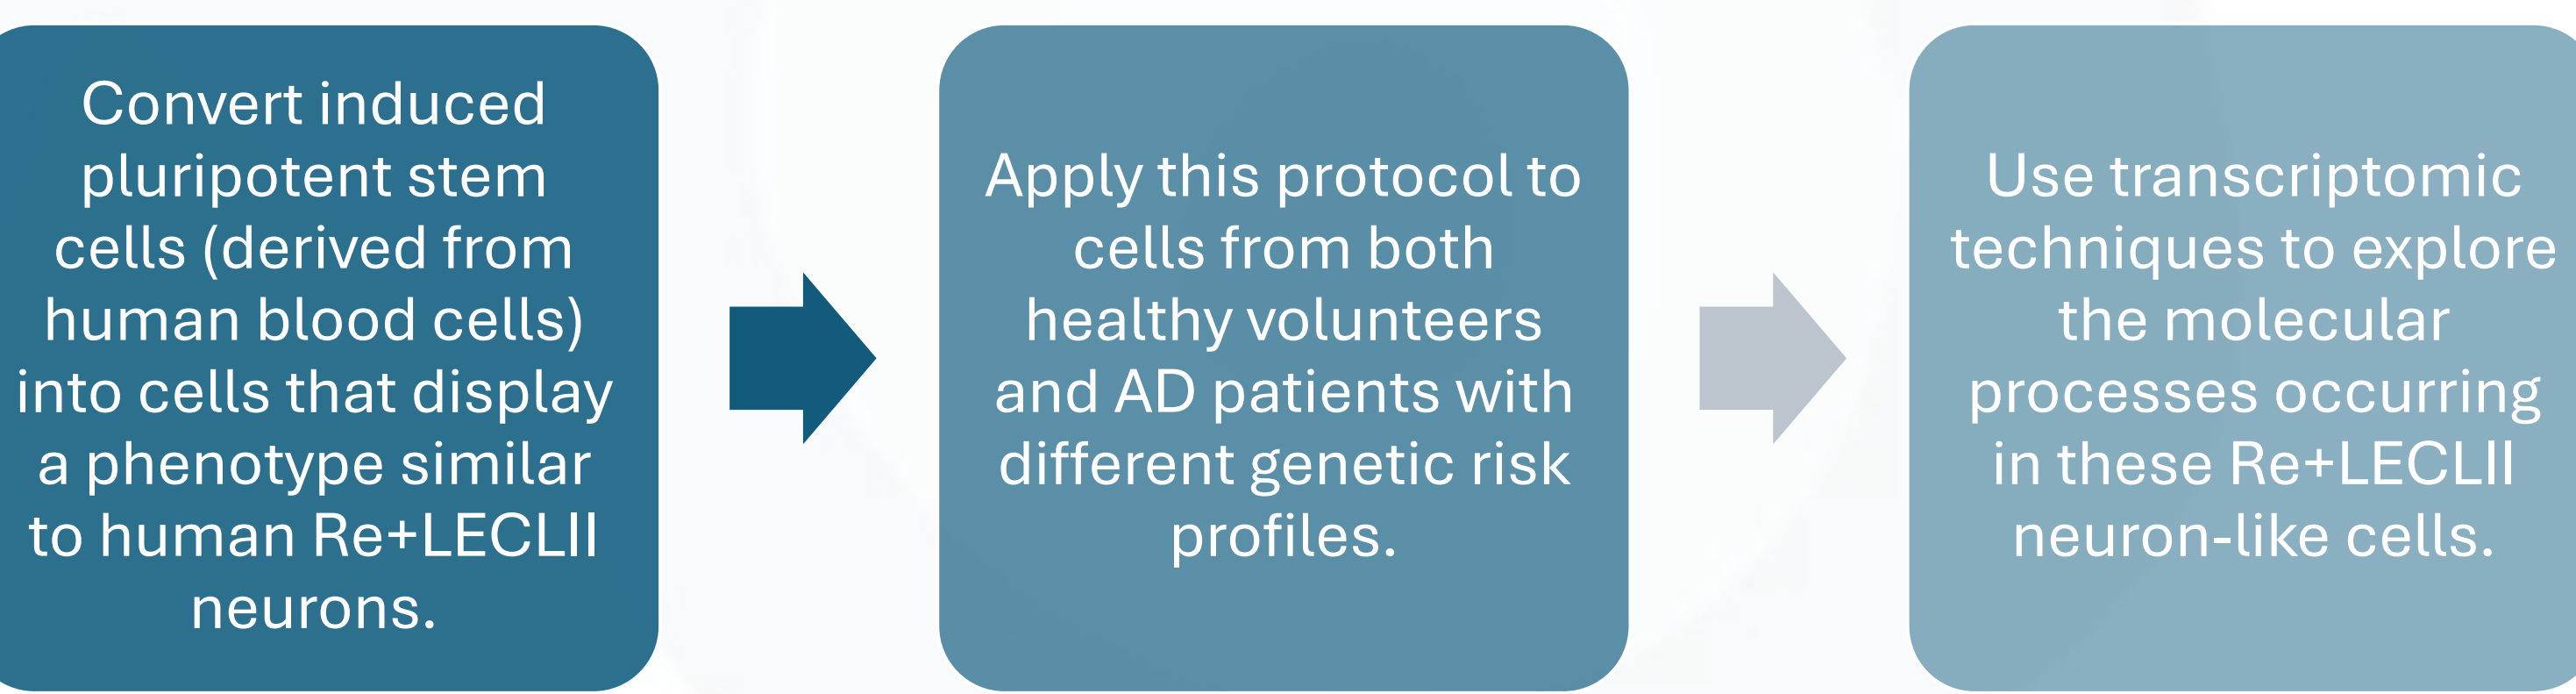 Convert induced
pluripotent stem
cells (derived from
human blood cells)
into cells that display
a phenotype similar
to human Re+LECLII
neurons.
Apply this protocol to
cells from both
healthy volunteers
and AD patients with
different genetic risk
profiles.
Use transcriptomic
techniques to explore
the molecular
processes occurring
in these Re+LECLII
neuron-like cells.